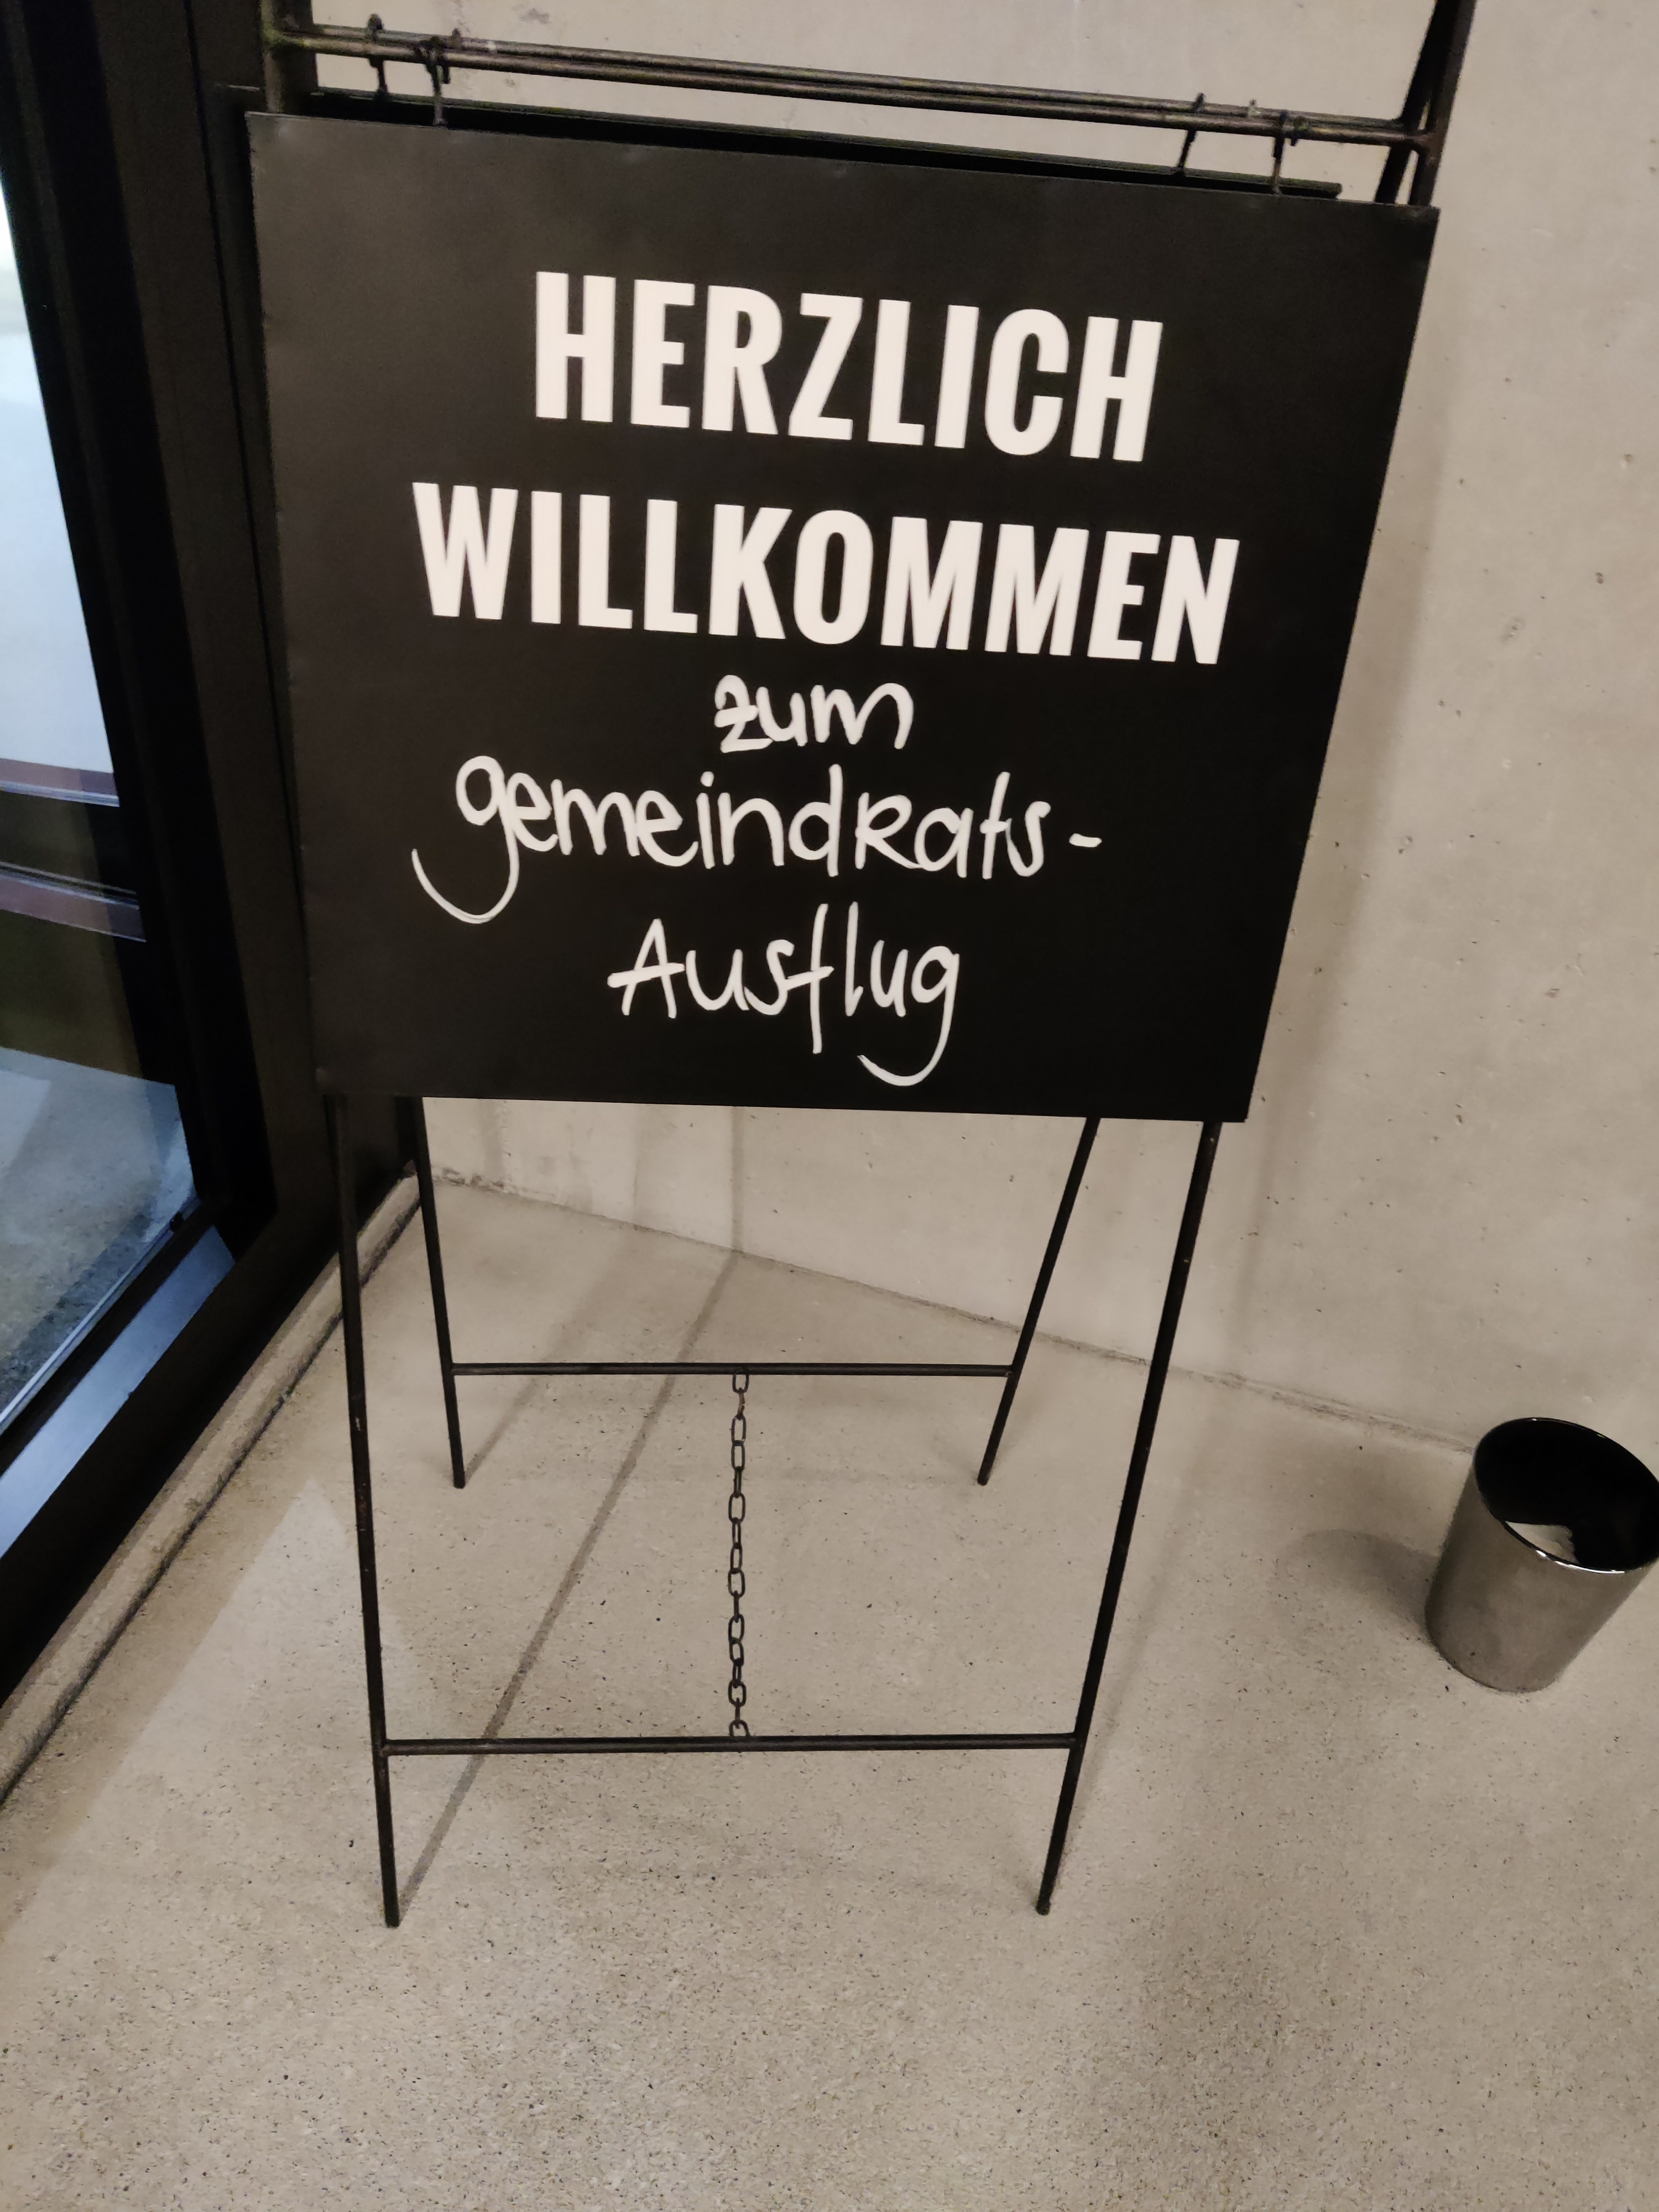 HERZLICH
WILLKOMMEN
zum
gemeindRats-
Ausflug